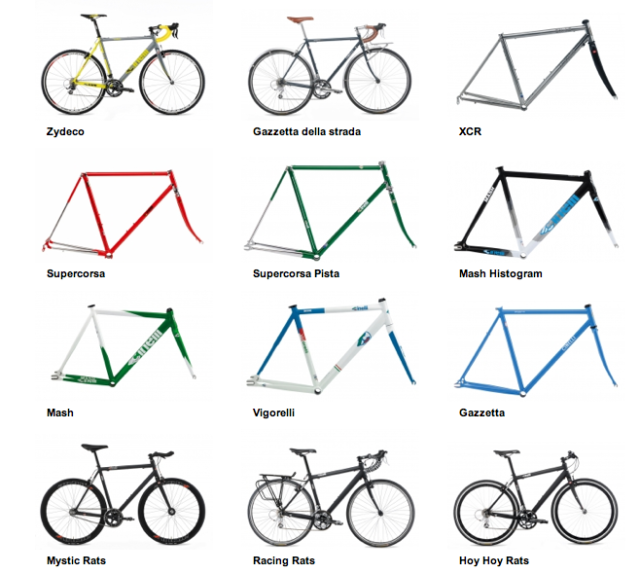 Zydeco
Gazzetta della strada
XCR
Supercorsa
Supercorsa Pista
Mash Histogram
cinelli
Mash
Vigorelli
Gazzetta
Mystic Rats
Racing Rats
Hoy Hoy Rats